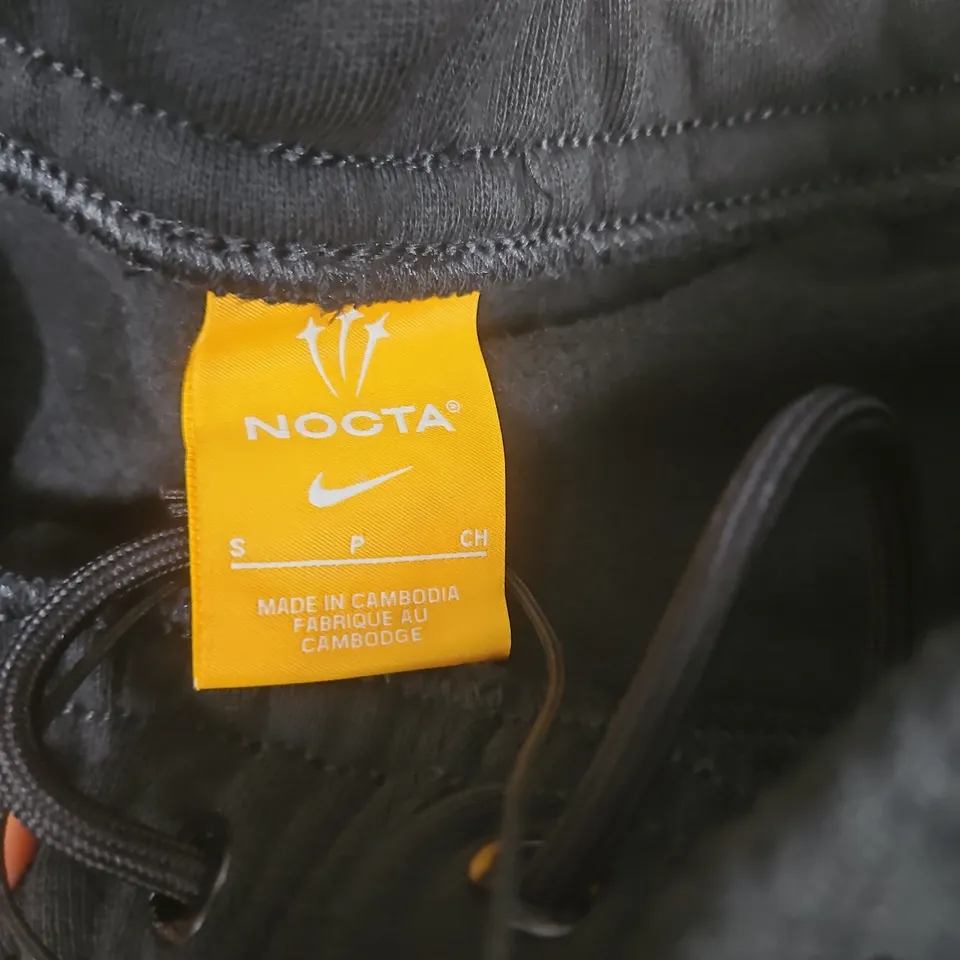 NOCTA®
S P CH
MADE IN CAMBODIA
FABRIQUE AU
CAMBODGE